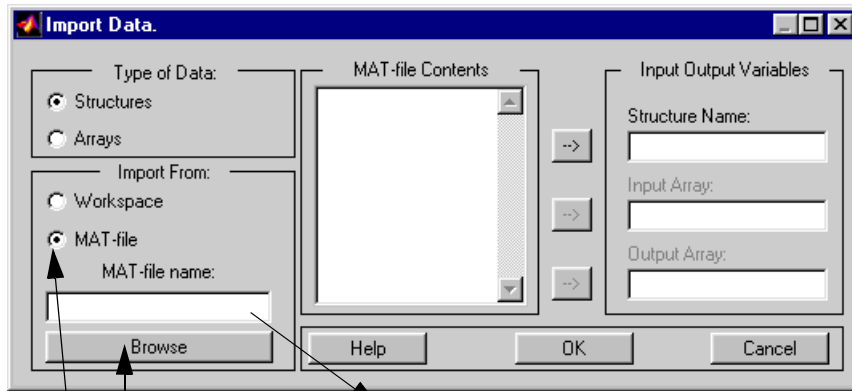 Import Data.
Type of Data:
Structures
Arrays
Import From:
Workspace
MAT-file
MAT-file name:
Browse
MAT-file Contents
-->
-->
-->
Input Output Variables
Structure Name:
Input Array:
Output Array:
Help
OK
Cancel